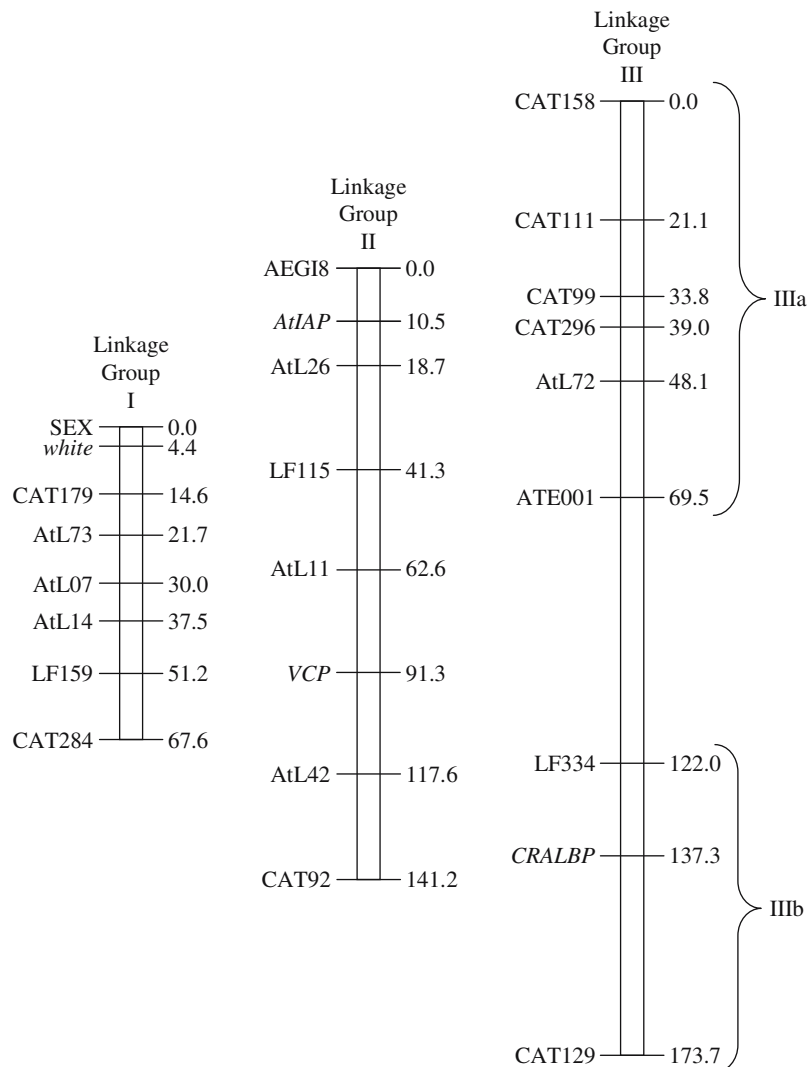 Linkage
Group
I
SEX 0.0
white 4.4
CAT179 14.6
AtL73 21.7
AtL07 30.0
AtL14 37.5
LF159 51.2
CAT284 67.6
Linkage
Group
II
AEGI8 0.0
AtIAP 10.5
AtL26 18.7
LF115 41.3
AtL11 62.6
VCP 91.3
AtL42 117.6
CAT92 141.2
Linkage
Group
III
CAT158 0.0
CAT111 21.1
CAT99 33.8
CAT296 39.0
AtL72 48.1
ATE001 69.5
IIIa
LF334 122.0
CRALBP 137.3
CAT129 173.7
IIIb